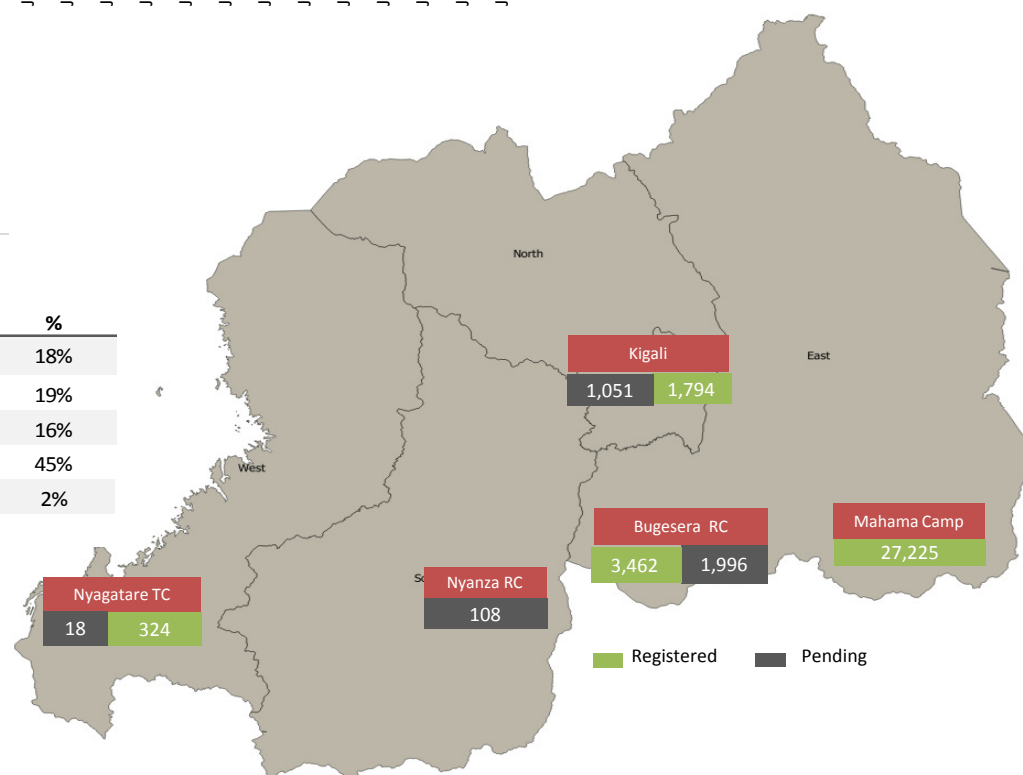 North
%
18%
Kigali
East
19%
1,051 1,794
16%
45%
West
2%
Bugesera RC
Mahama Camp
3,462 1,996
27,225
Nyagatare TC
Nyanza RC
18 324
108
Registered Pending